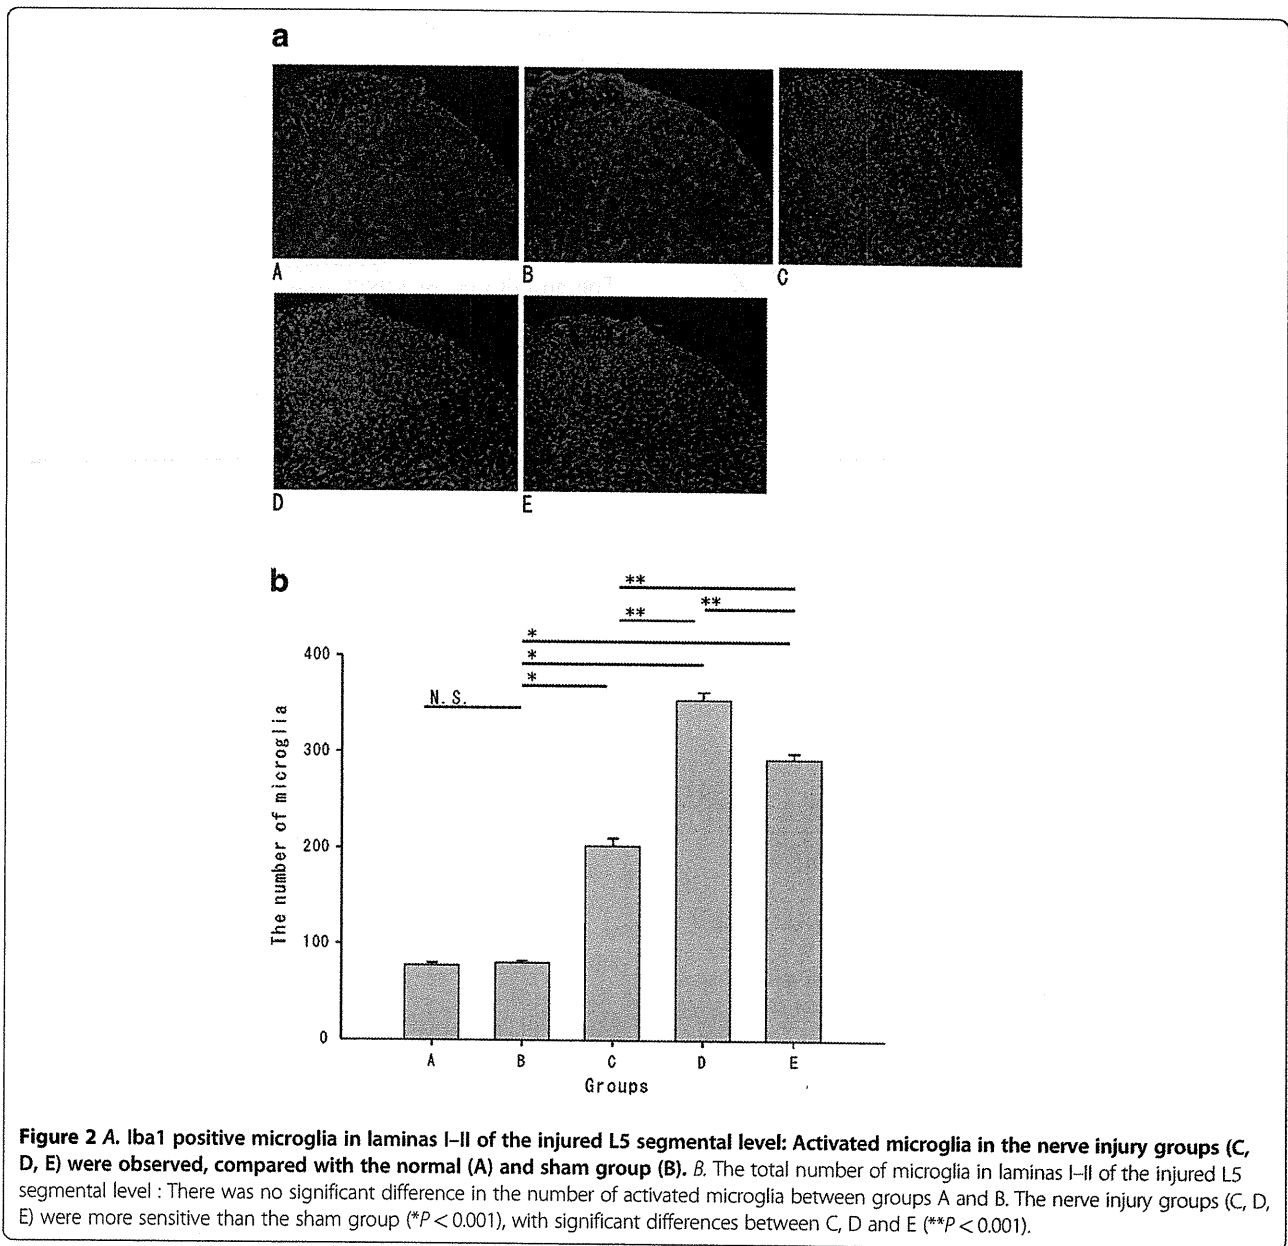 a
A
B
C
D
E
b
**
**
**
*
*
*
N.S.
400
300
200
100
0
The number of microglia
A
B
C
D
E
Groups
Figure 2 A. Iba1 positive microglia in laminas I–II of the injured L5 segmental level: Activated microglia in the nerve injury groups (C,
D, E) were observed, compared with the normal (A) and sham group (B). B. The total number of microglia in laminas I–II of the injured L5
segmental level : There was no significant difference in the number of activated microglia between groups A and B. The nerve injury groups (C, D,
E) were more sensitive than the sham group (*P < 0.001), with significant differences between C, D and E (**P < 0.001).